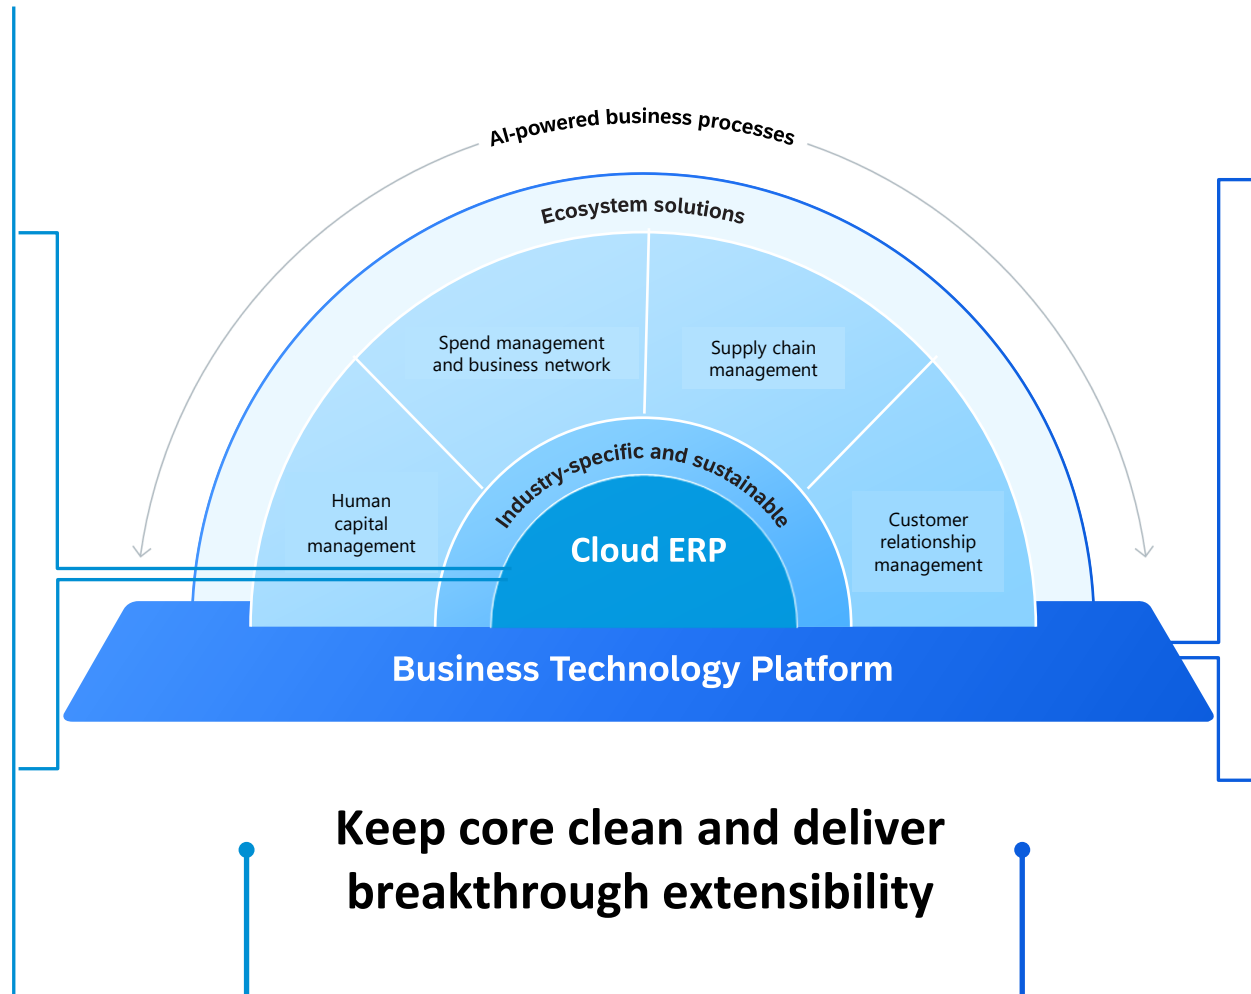 AI-powered business processes
Ecosystem solutions
Spend management
and business network
Supply chain
management
Industry-specific and sustainable
Human
capital
management
Customer
relationship
management
Cloud ERP
Business Technology Platform
Keep core clean and deliver
breakthrough extensibility